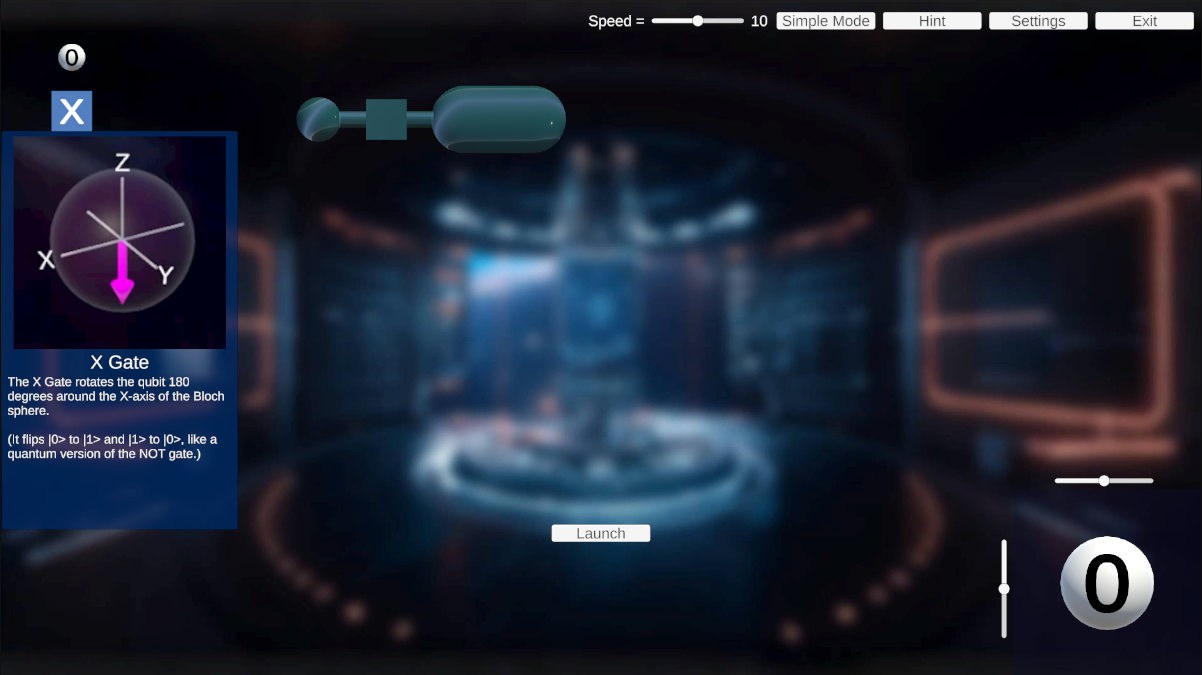 Speed = 10 Simple Mode Hint Settings Exit
0
X
Z
X
Y
X Gate
The X Gate rotates the qubit 180
degrees around the X-axis of the Bloch
sphere.
(It flips |0> to |1> and |1> to |0>, like a
quantum version of the NOT gate.)
Launch
0